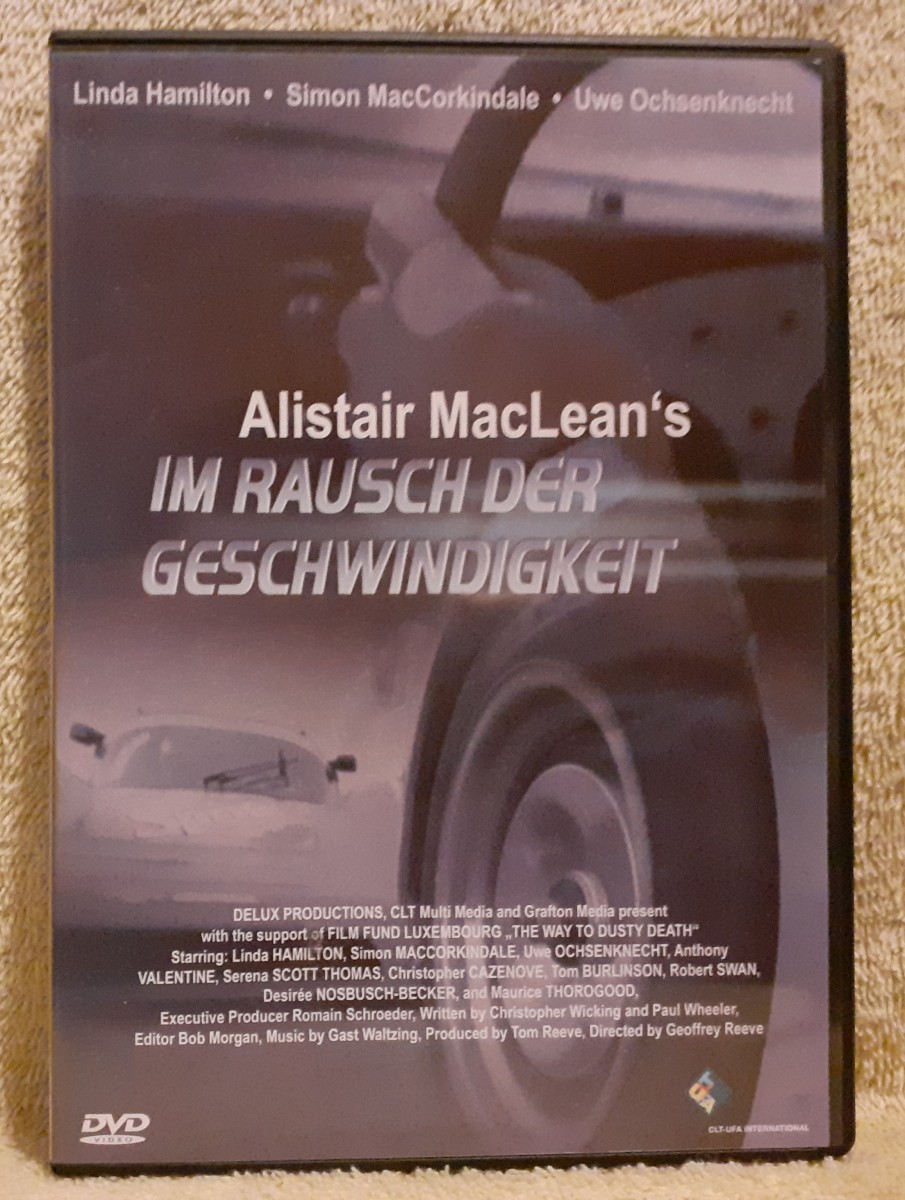 Linda Hamilton • Simon MacCorkindale • Uwe Ochsenknecht
Alistair MacLean‘s
IM RAUSCH DER
GESCHWINDIGKEIT
DELUX PRODUCTIONS, CLT Multi Media and Grafton Media present
with the support of FILM FUND LUXEMBOURG „THE WAY TO DUSTY DEATH“
Starring: Linda HAMILTON, Simon MACCORKINDALE, Uwe OCHSENKNECHT, Anthony
VALENTINE, Serena SCOTT THOMAS, Christopher CAZENOVE, Tom BURLINSON, Robert SWAN,
Desirée NOSBUSCH-BECKER, and Maurice THOROGOOD,
Executive Producer Romain Schroeder, Written by Christopher Wicking and Paul Wheeler,
Editor Bob Morgan, Music by Gast Waltzing, Produced by Tom Reeve, Directed by Geoffrey Reeve
UFA
CLT-UFA INTERNATIONAL
DVD
VIDEO